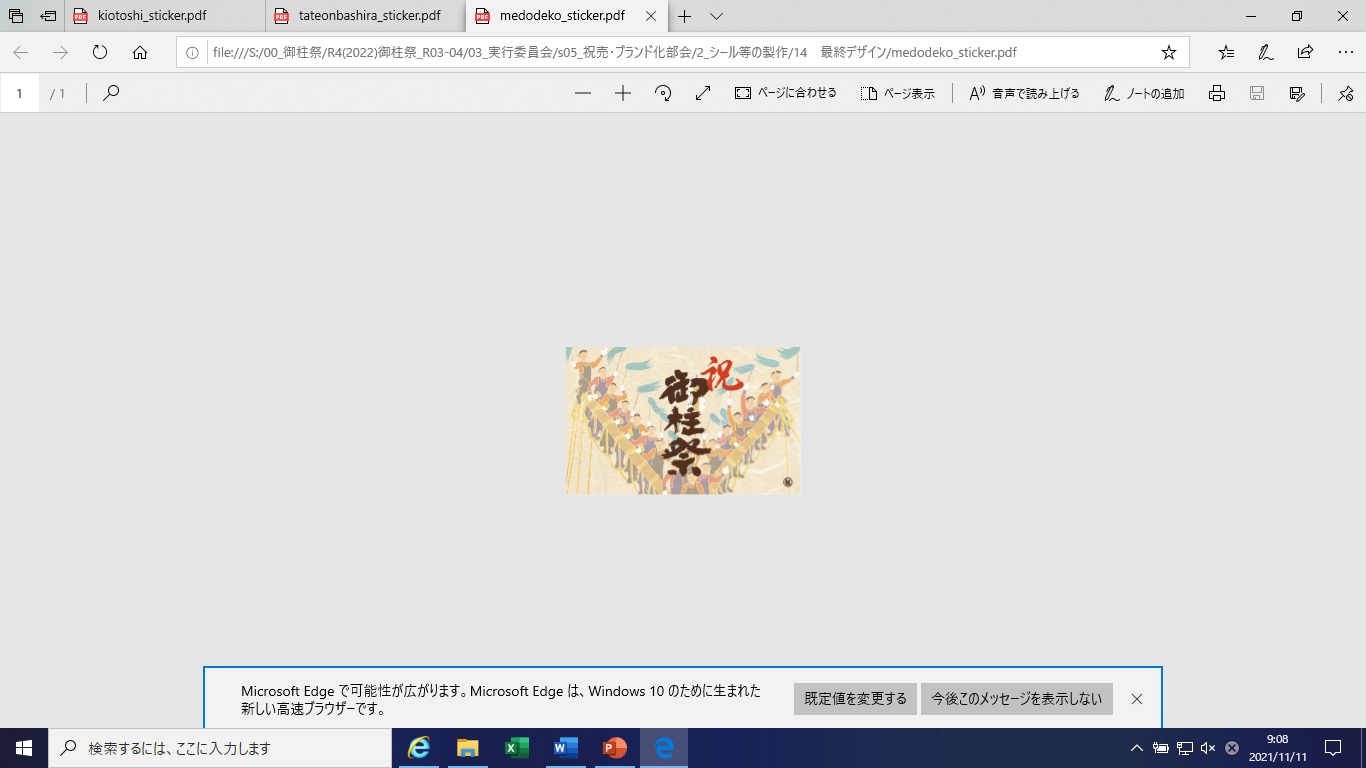 kiotoshi_sticker.pdf
tateonbashira_sticker.pdf
medodeko_sticker.pdf
file:///S:/00_御柱祭/R4(2022)御柱祭_R03-04/03_実行委員会/s05_祝売・ブランド化部会/2_シール等の製作/14　最終デザイン/medodeko_sticker.pdf
1 / 1
ページに合わせる
ページ表示
音声で読み上げる
ノートの追加
祝
御柱祭
Microsoft Edge で可能性が広がります。Microsoft Edge は、Windows 10 のために生まれた
新しい高速ブラウザーです。
既定値を変更する
今後このメッセージを表示しない
検索するには、ここに入力します
9:08
2021/11/11